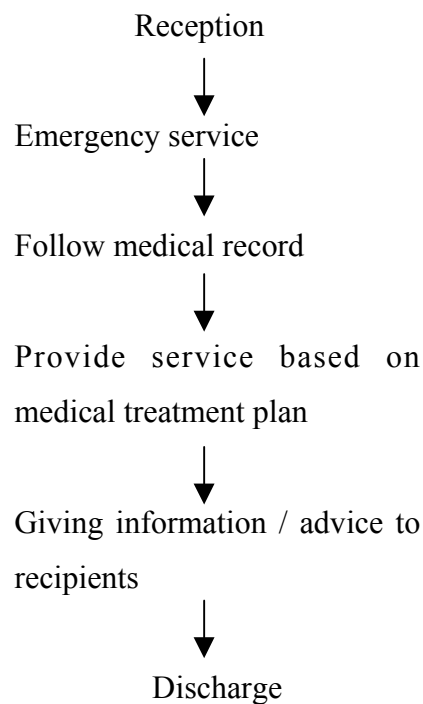 Reception
Emergency service
Follow medical record
Provide service based on
medical treatment plan
Giving information / advice to
recipients
Discharge